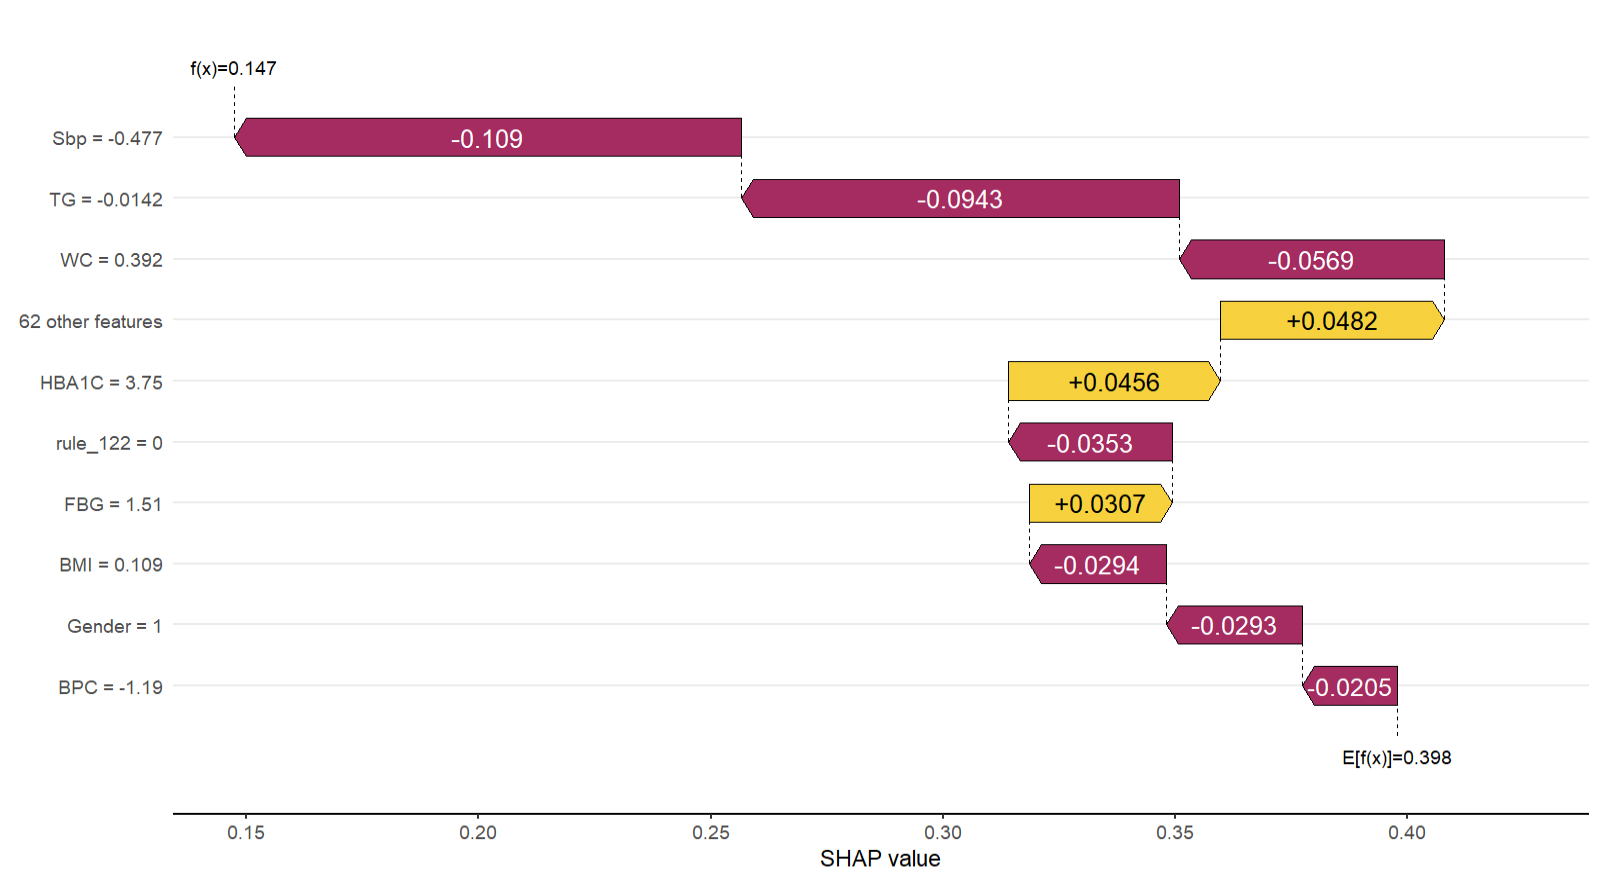 f(x)=0.147
Sbp = -0.477
-0.109
TG = -0.0142
-0.0943
WC = 0.392
-0.0569
62 other features
+0.0482
HBA1C = 3.75
+0.0456
rule_122 = 0
-0.0353
FBG = 1.51
+0.0307
BMI = 0.109
-0.0294
Gender = 1
-0.0293
BPC = -1.19
-0.0205
E[f(x)]=0.398
0.15 0.20 0.25 0.30 0.35 0.40
SHAP value